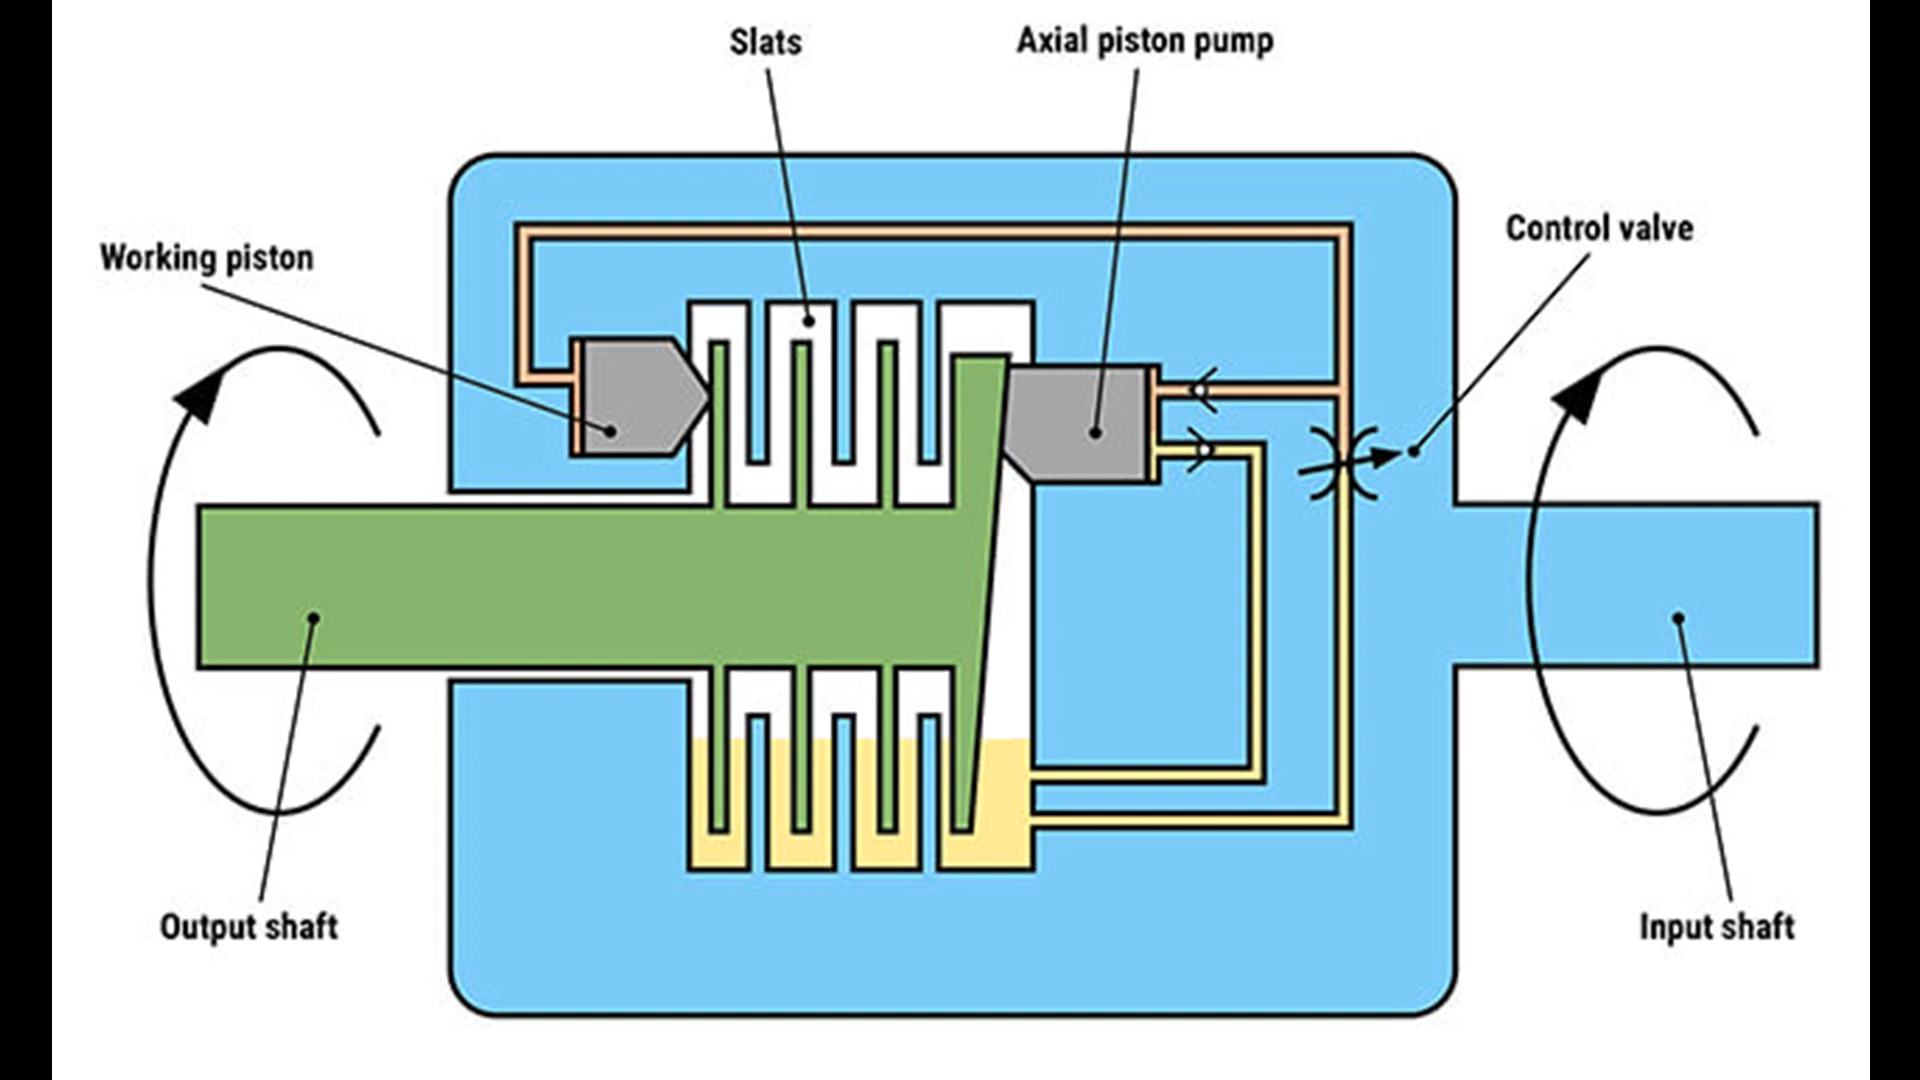 Slats
Axial piston pump
Control valve
Working piston
Output shaft
Input shaft